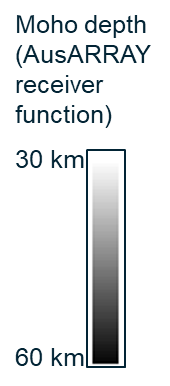 Moho depth
(AusARRAY
receiver
function)
30 km
60 km